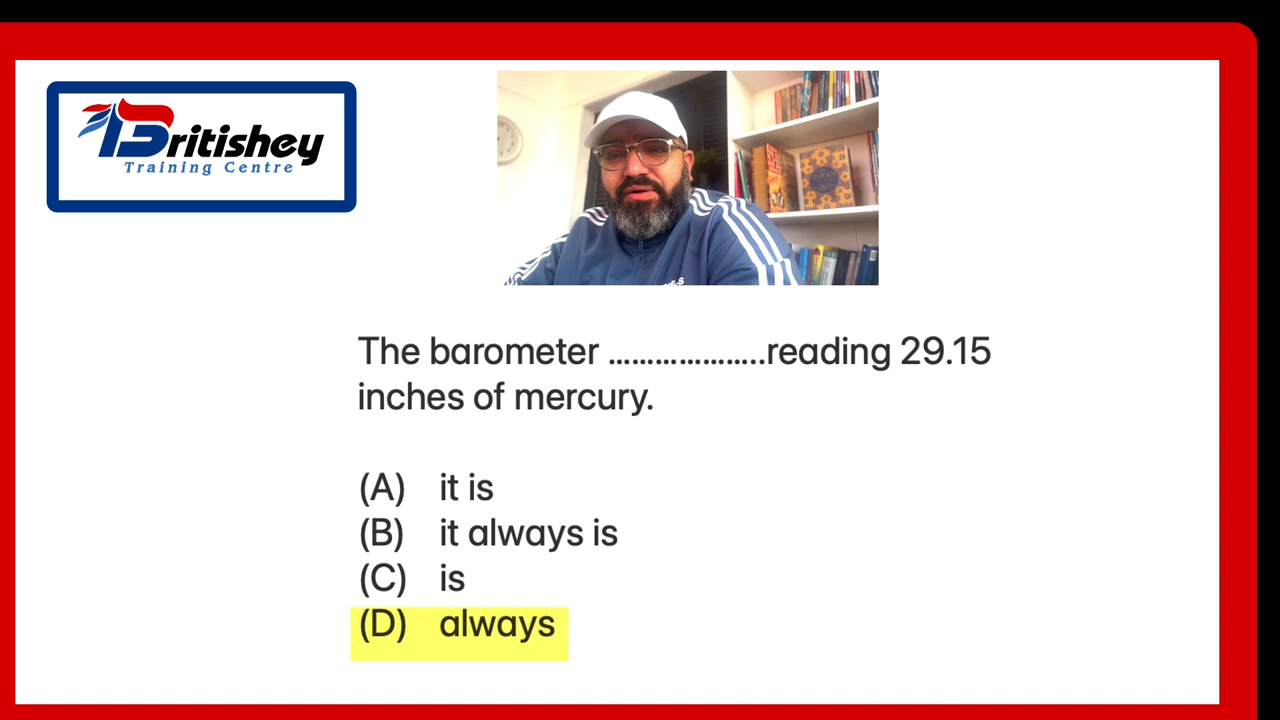 Britishey
Training Centre
The barometer …………………..reading 29.15
inches of mercury.
(A) it is
(B) it always is
(C) is
(D) always